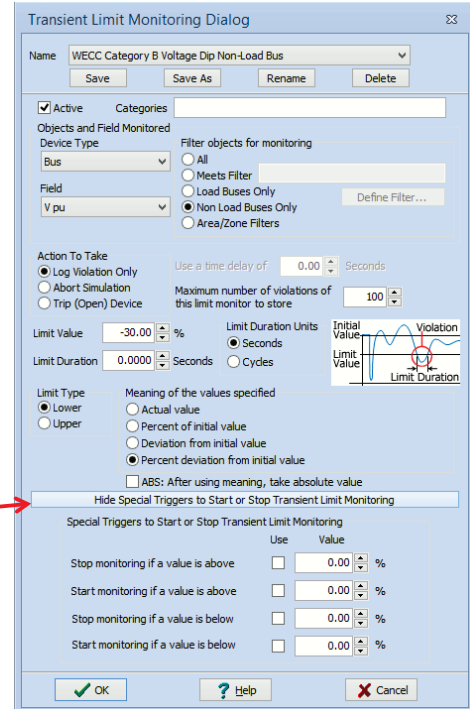 Transient Limit Monitoring Dialog
Name WECC Category B Voltage Dip Non-Load Bus
Save Save As Rename Delete
Active Categories
Objects and Field Monitored
Device Type
Bus
Field
V pu
Filter objects for monitoring
All
Meets Filter
Load Buses Only
Non Load Buses Only
Area/Zone Filters
Define Filter...
Action To Take
Log Violation Only
Abort Simulation
Trip (Open) Device
Use a time delay of 0.00 Seconds
Maximum number of violations of
this limit monitor to store 100
Limit Value -30.00 %
Limit Duration 0.0000 Seconds
Limit Duration Units
Seconds
Cycles
Initial
Value
Violation
Limit
Value
Limit Duration
Limit Type
Lower
Upper
Meaning of the values specified
Actual value
Percent of initial value
Deviation from initial value
Percent deviation from initial value
ABS: After using meaning, take absolute value
Hide Special Triggers to Start or Stop Transient Limit Monitoring
Special Triggers to Start or Stop Transient Limit Monitoring
Use Value
Stop monitoring if a value is above 0.00 %
Start monitoring if a value is above 0.00 %
Stop monitoring if a value is below 0.00 %
Start monitoring if a value is below 0.00 %
OK ? Help Cancel